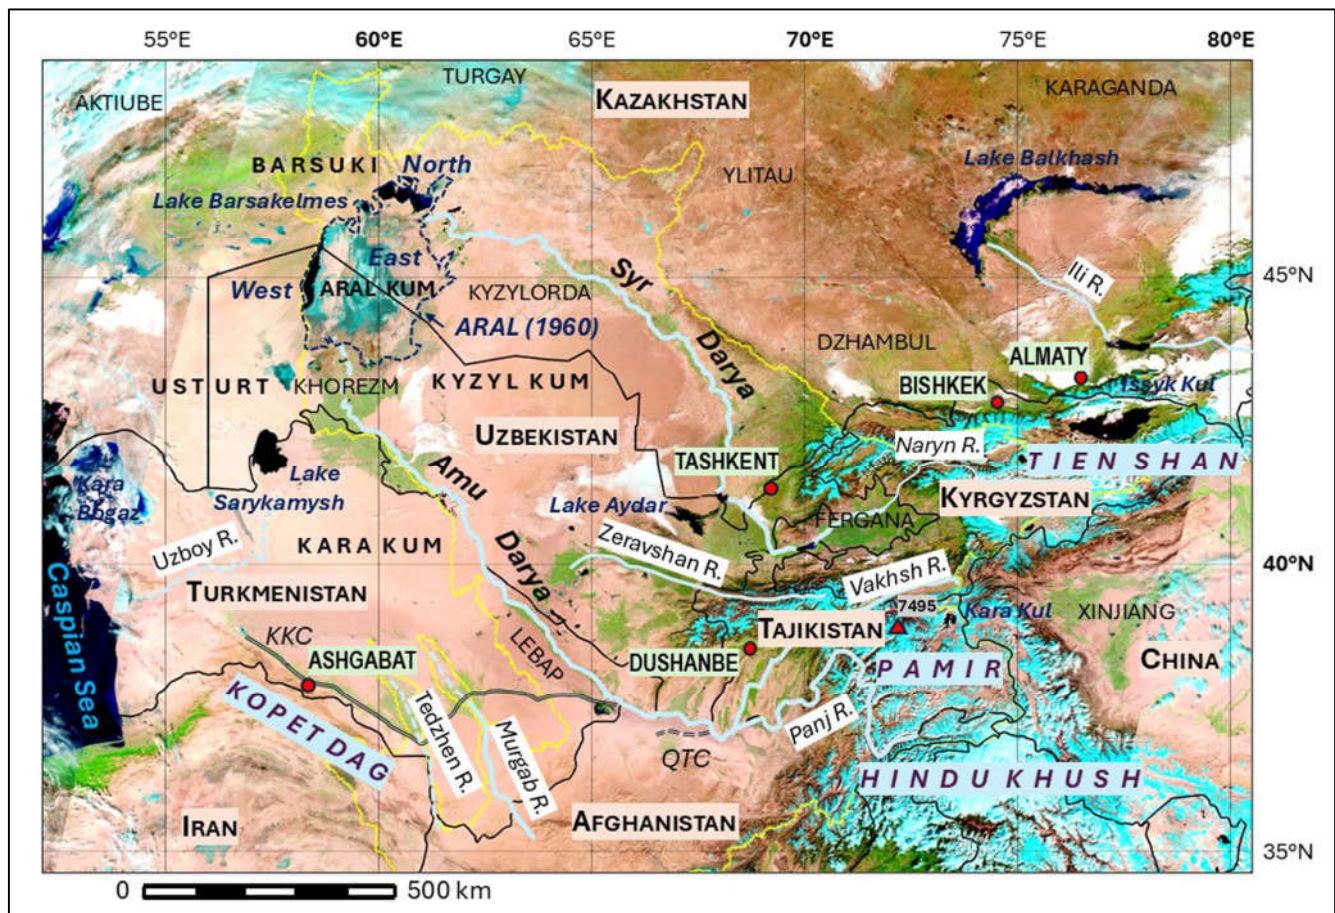 55°E 60°E 65°E 70°E 75°E 80°E
AKTIUBE
TURGAY
KAZAKHSTAN
KARAGANDA
BARSUKI
North
YLITAU
Lake Balkhash
Lake Barsakelmes
East
West
ARAL KUM
KYZYLORDA
Syr
Darya
Ili R.
45°N
ARAL (1960)
DZHAMBUL
ALMATY
USTURT
KHOREZM
KYZYL KUM
BISHKEK
Issyk Kul
UZBEKISTAN
Naryn R.
TIEN SHAN
Lake
Sarykamysh
Amu
Darya
TASHKENT
KYRGYZSTAN
Kara
Bogaz
Lake Aydar
FERGANA
Uzboy R.
KARA KUM
Zeravshan R.
Vakhsh R.
40°N
Caspian Sea
TURKMENISTAN
7495
Kara Kul
XINJIANG
KKC
ASHGABAT
LEBAP
TAJIKISTAN
DUSHANBE
CHINA
PAMIR
KOPET DAG
Tedzhen R.
Murgab R.
Panj R.
QTC
HINDU KHUSH
IRAN
AFGHANISTAN
35°N
0 500 km